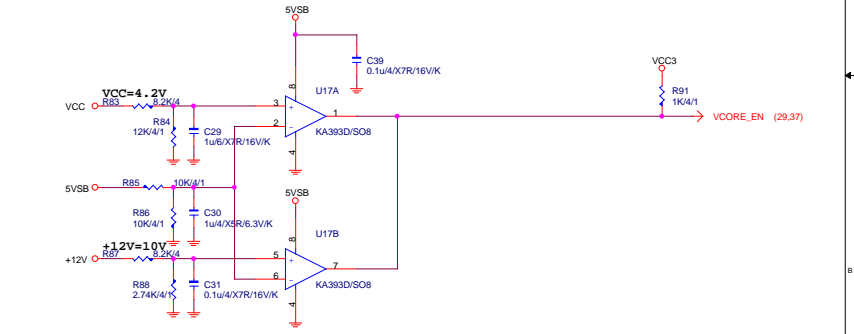 5VSB
C39
0.1u/4/X7R/16V/K
VCC3
VCC=4.2V
R83
8.2K/4
8
U17A
R91
1K/4/1
VCC
3
+
1
VCORE_EN (29,37)
R84
12K/4/1
C29
1u/6/X7R/16V/K
2
-
KA393D/SO8
4
5VSB
R85
10K/4/1
5VSB
R86
10K/4/1
C30
1u/4/X5R/6.3V/K
8
U17B
+12V=10V
R87
8.2K/4
+12V
5
+
7
6
-
KA393D/SO8
R88
2.74K/4/1
C31
0.1u/4/X7R/16V/K
4
B